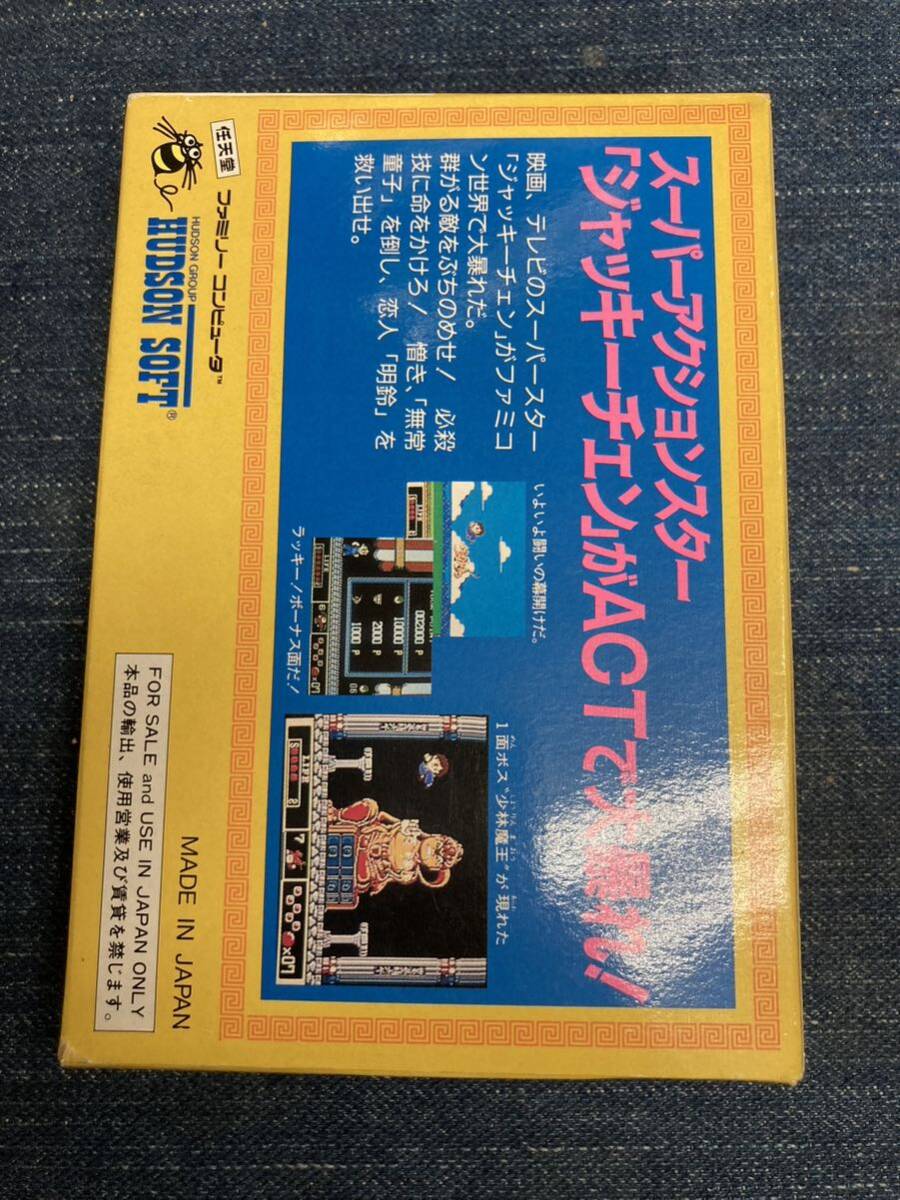 スーパーアクションスター
「ジャッキーチェン」がACTで大暴れ!
映画、テレビのスーパースター
「ジャッキーチェン」がファミコ
ン世界で大暴れだ。
群がる敵をぶちのめせ! 必殺
技に命をかけろ! 憎き、「無常
童子」を倒し、恋人「明鈴」を
救い出せ。
いよいよ闘いの幕開けだ。
ラッキー!ボーナス面だ!
002000 P
10000 P
2000 P
1000 P
LIFE
1面ボス"少林魔王"が現れた
LIFE
8
7
×07
任天堂
ファミリー コンピュータ™
HUDSON GROUP
HUDSON SOFT®
MADE IN JAPAN
FOR SALE and USE IN JAPAN ONLY
本品の輸出、使用営業及び賃貸を禁じます。